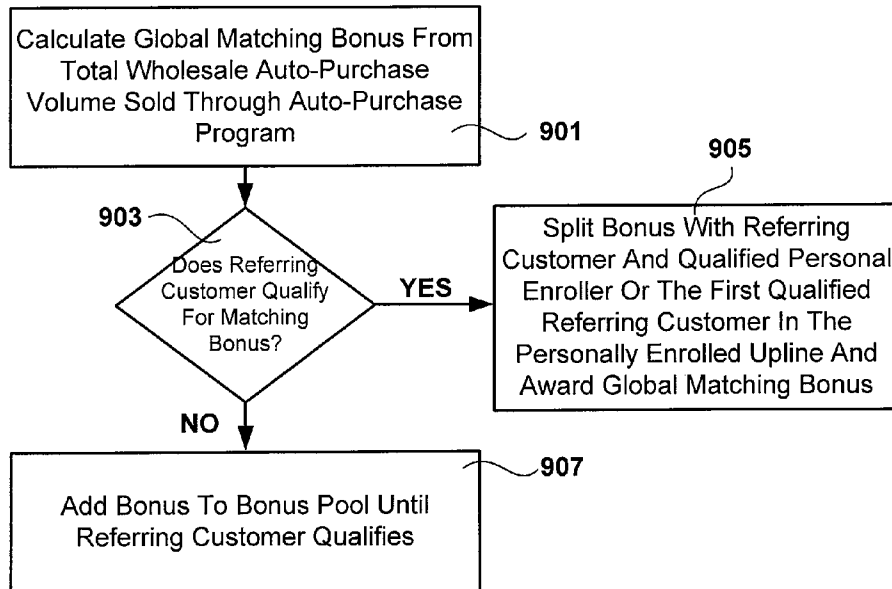 Calculate Global Matching Bonus From
Total Wholesale Auto-Purchase
Volume Sold Through Auto-Purchase
Program
901
903
Does Referring
Customer Qualify
For Matching
Bonus?
YES
905
Split Bonus With Referring
Customer And Qualified Personal
Enroller Or The First Qualified
Referring Customer In The
Personally Enrolled Upline And
Award Global Matching Bonus
NO
907
Add Bonus To Bonus Pool Until
Referring Customer Qualifies